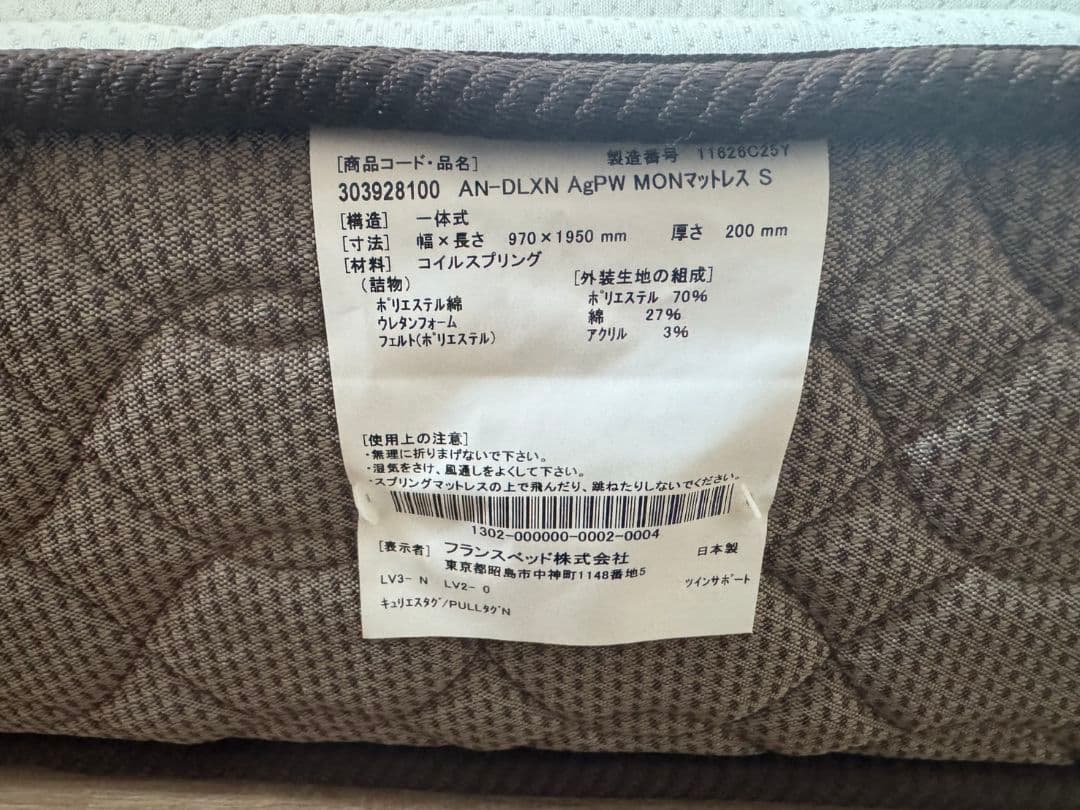 [商品コード・品名] 製造番号 11626C25Y
303928100 AN-DLXN AgPW MONマットレス S
[構造] 一体式
[寸法] 幅×長さ 970×1950 mm 厚さ 200 mm
[材料] コイルスプリング
(詰物)
ポリエステル綿
ウレタンフォーム
フェルト(ポリエステル)
[外装生地の組成]
ポリエステル 70%
綿 27%
アクリル 3%
[使用上の注意]
・無理に折りまげないで下さい。
・湿気をさけ、風通しをよくして下さい。
・スプリングマットレスの上で飛んだり、跳ねたりしないでください。
1302-000000-0002-0004
[表示者] フランスベッド株式会社 日本製
東京都昭島市中神町1148番地5
LV3- N LV2- O ツインサポート
キュリエスタグ/PULLタグN